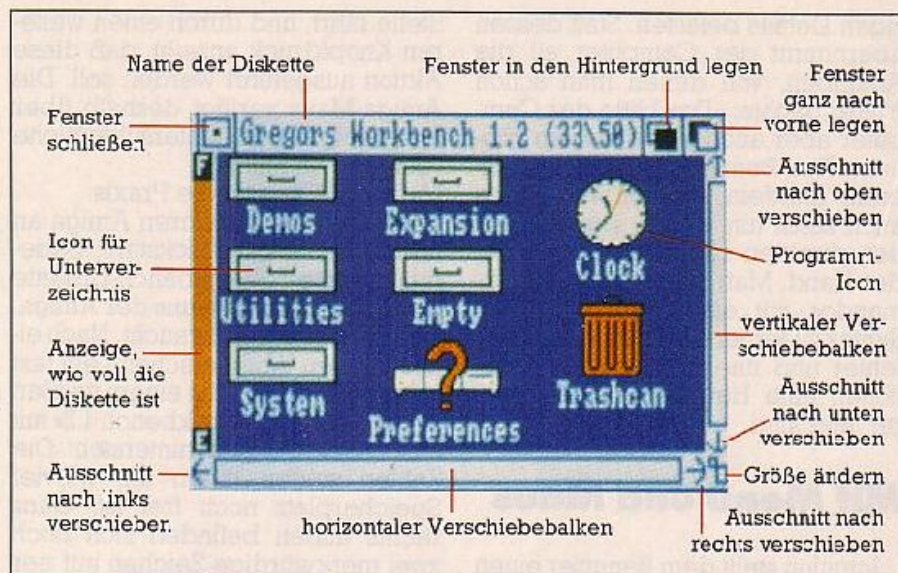 Name der Diskette
Fenster in den Hintergrund legen
Fenster
ganz nach
vorne legen
Fenster
schließen
Gregors Workbench 1.2 (33\50)
Ausschnitt
nach oben
verschieben
F
Demos
Expansion
Clock
Programm-
Icon
Icon für
Unterver-
zeichnis
Utilities
Empty
Trashcan
vertikaler Ver-
schiebebalken
Anzeige,
wie voll die
Diskette ist
System
Preferences
Ausschnitt
nach unten
verschieben
E
Ausschnitt
nach links
verschieber.
horizontaler Verschiebebalken
Größe ändern
Ausschnitt nach
rechts verschieben